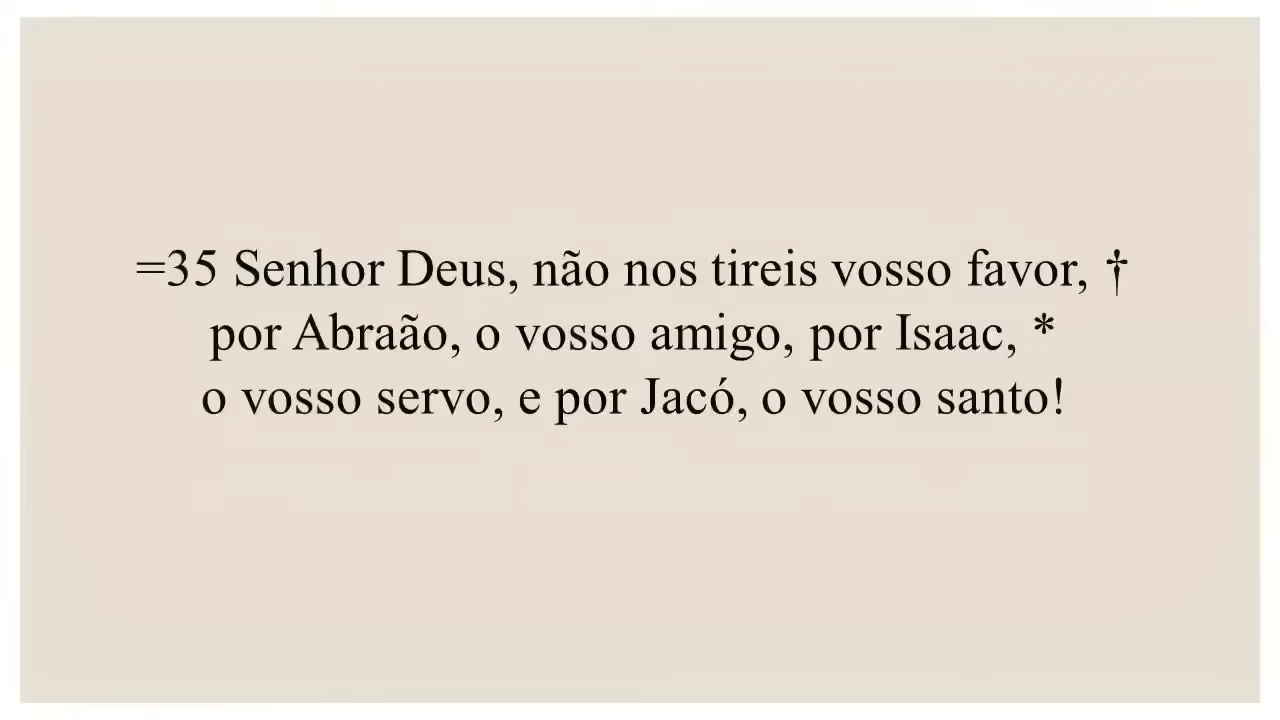 =35 Senhor Deus, não nos tireis vosso favor, †
por Abraão, o vosso amigo, por Isaac, *
o vosso servo, e por Jacó, o vosso santo!